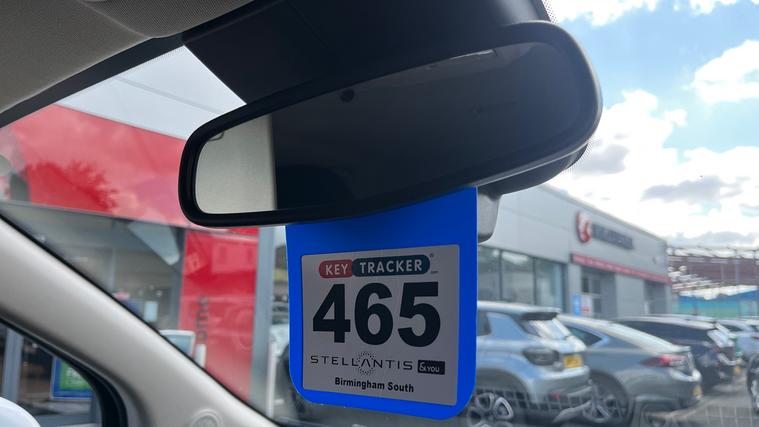 KEY TRACKER
465
STELLANTIS &YOU
Birmingham South